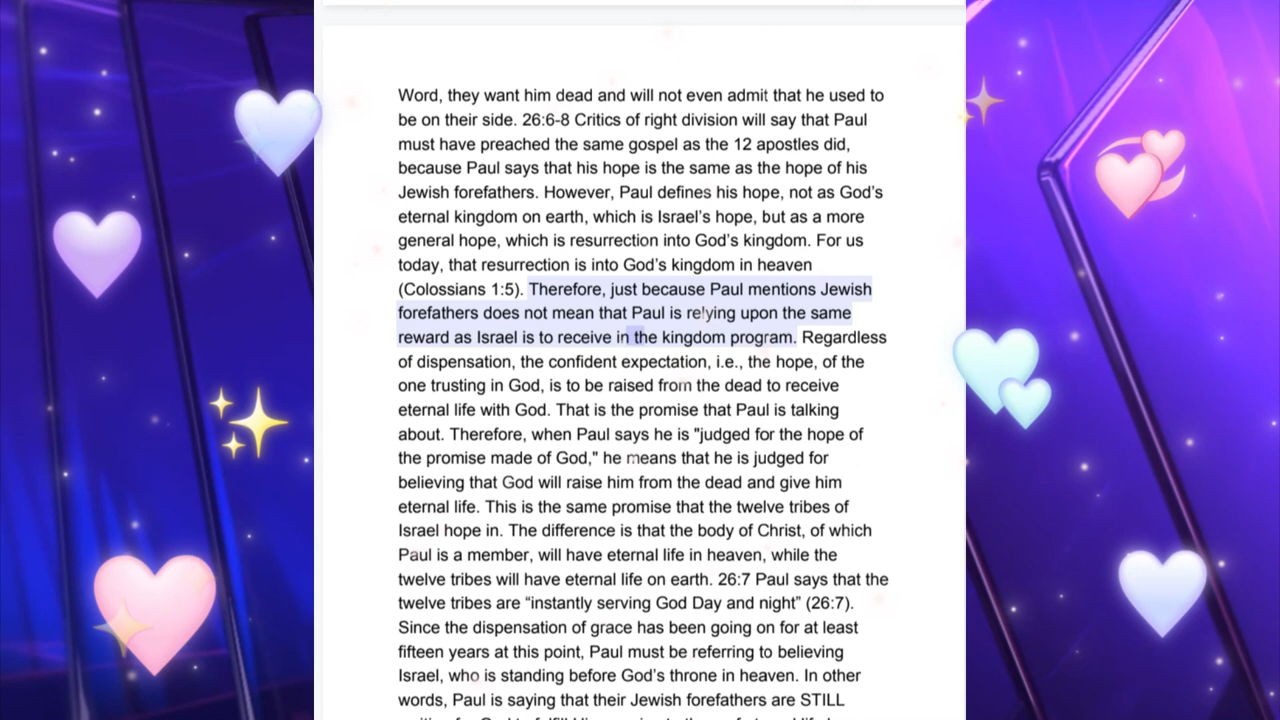 Word, they want him dead and will not even admit that he used to
be on their side. 26:6-8 Critics of right division will say that Paul
must have preached the same gospel as the 12 apostles did,
because Paul says that his hope is the same as the hope of his
Jewish forefathers. However, Paul defines his hope, not as God’s
eternal kingdom on earth, which is Israel’s hope, but as a more
general hope, which is resurrection into God’s kingdom. For us
today, that resurrection is into God’s kingdom in heaven
(Colossians 1:5). Therefore, just because Paul mentions Jewish
forefathers does not mean that Paul is relying upon the same
reward as Israel is to receive in the kingdom program. Regardless
of dispensation, the confident expectation, i.e., the hope, of the
one trusting in God, is to be raised from the dead to receive
eternal life with God. That is the promise that Paul is talking
about. Therefore, when Paul says he is "judged for the hope of
the promise made of God," he means that he is judged for
believing that God will raise him from the dead and give him
eternal life. This is the same promise that the twelve tribes of
Israel hope in. The difference is that the body of Christ, of which
Paul is a member, will have eternal life in heaven, while the
twelve tribes will have eternal life on earth. 26:7 Paul says that the
twelve tribes are “instantly serving God Day and night” (26:7).
Since the dispensation of grace has been going on for at least
fifteen years at this point, Paul must be referring to believing
Israel, who is standing before God’s throne in heaven. In other
words, Paul is saying that their Jewish forefathers are STILL